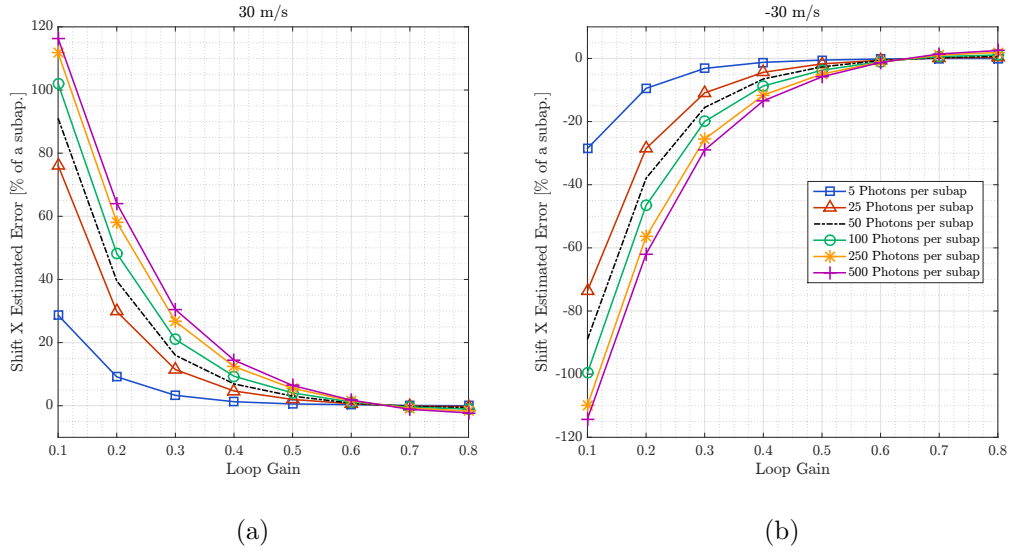 30 m/s
120
100
80
60
40
20
0
Shift X Estimated Error [% of a subap.]
0.1 0.2 0.3 0.4 0.5 0.6 0.7 0.8
Loop Gain
(a)
-30 m/s
0
-20
-40
-60
-80
-100
-120
Shift X Estimated Error [% of a subap.]
5 Photons per subap
25 Photons per subap
50 Photons per subap
100 Photons per subap
250 Photons per subap
500 Photons per subap
0.1 0.2 0.3 0.4 0.5 0.6 0.7 0.8
Loop Gain
(b)